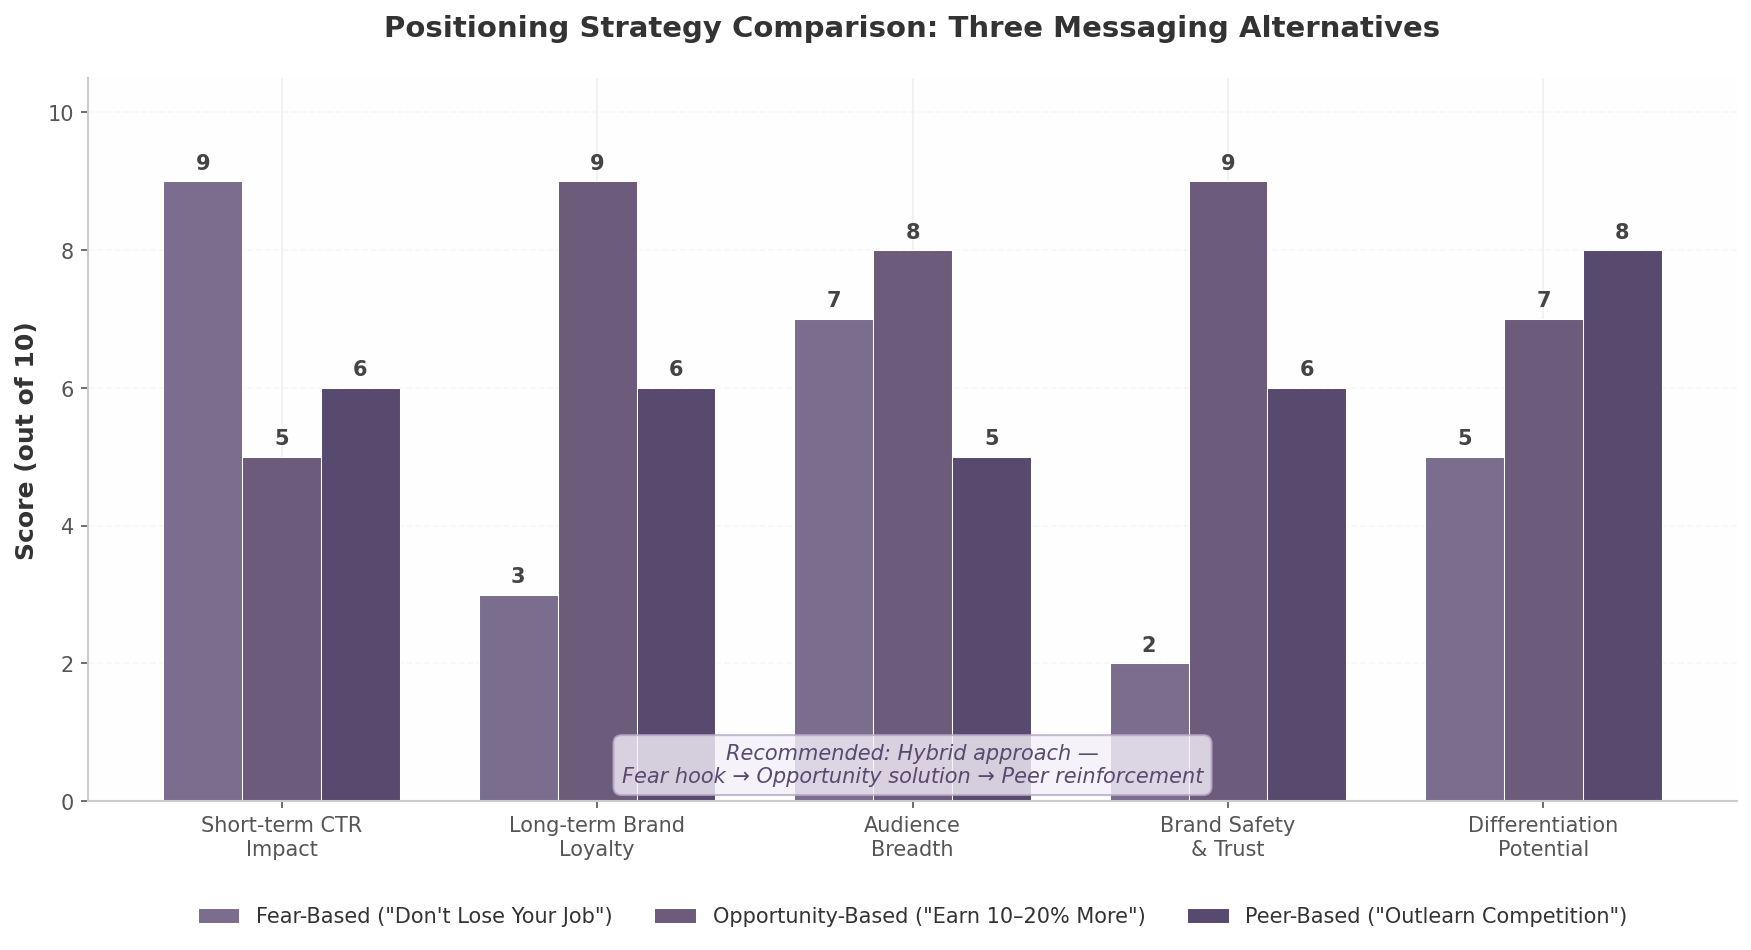 Positioning Strategy Comparison: Three Messaging Alternatives
Score (out of 10)
10
8
6
4
2
0
9
5
6
3
9
6
7
8
5
2
9
6
5
7
8
Recommended: Hybrid approach —
Fear hook → Opportunity solution → Peer reinforcement
Short-term CTR
Impact
Long-term Brand
Loyalty
Audience
Breadth
Brand Safety
& Trust
Differentiation
Potential
Fear-Based ("Don't Lose Your Job")
Opportunity-Based ("Earn 10–20% More")
Peer-Based ("Outlearn Competition")